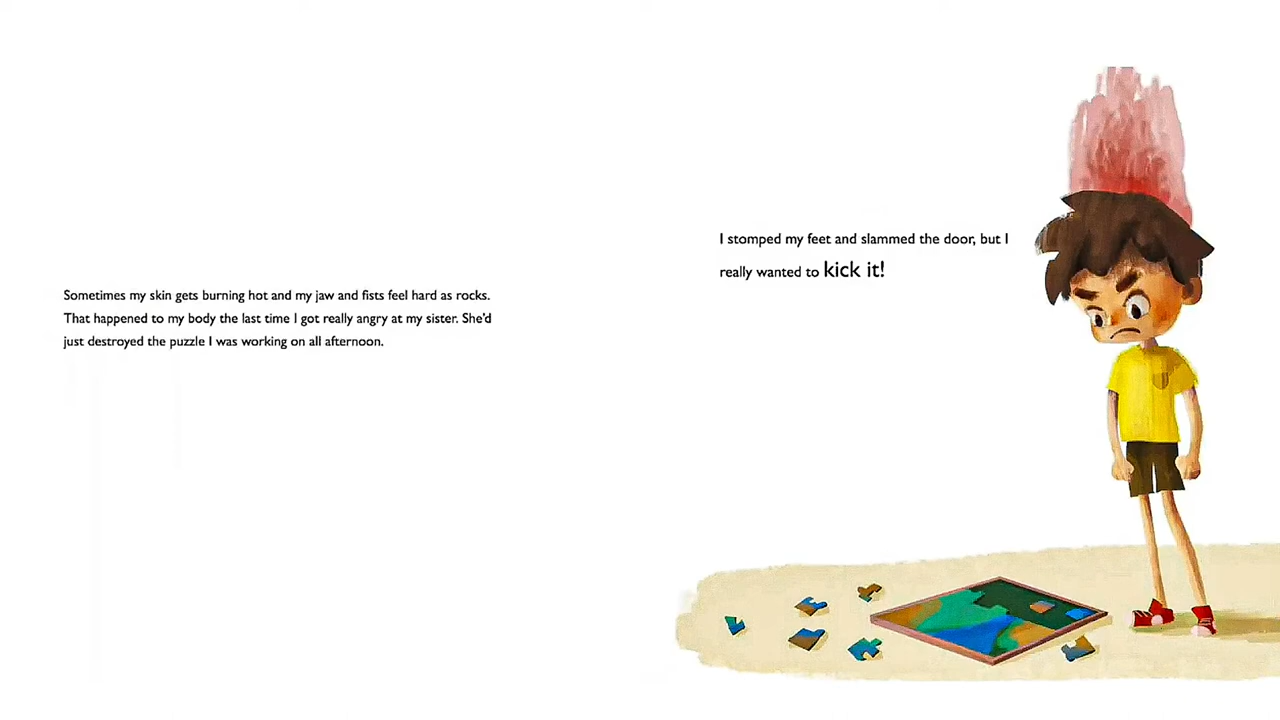 Sometimes my skin gets burning hot and my jaw and fists feel hard as rocks.
That happened to my body the last time I got really angry at my sister. She'd
just destroyed the puzzle I was working on all afternoon.
I stomped my feet and slammed the door, but I
really wanted to kick it!